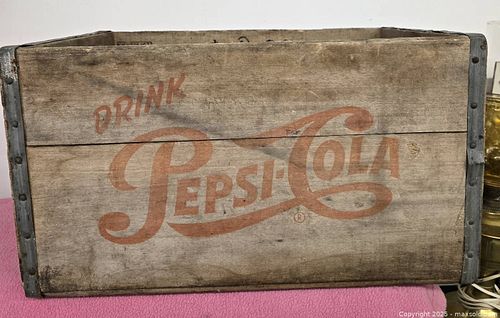 DRINK
PEPSI-COLA
®
Copyright 2025 - maxsold.com